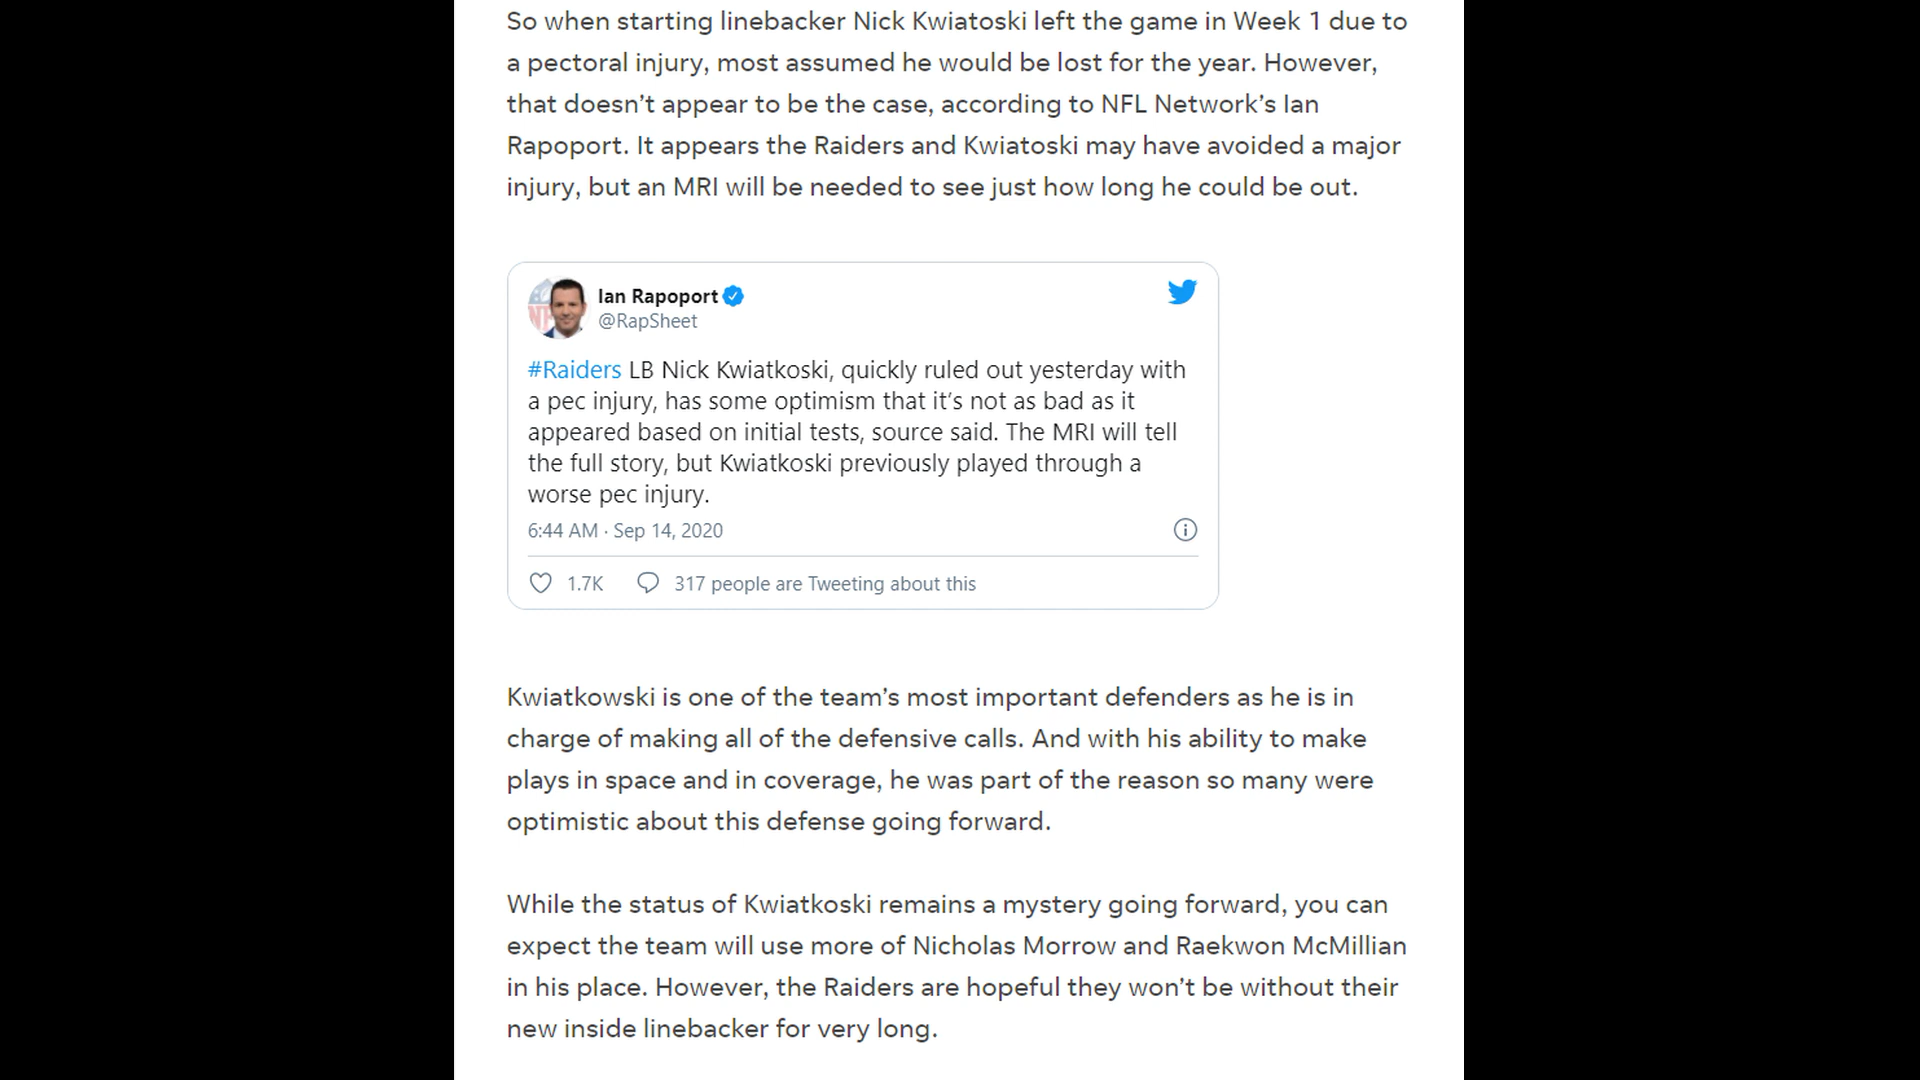 So when starting linebacker Nick Kwiatoski left the game in Week 1 due to
a pectoral injury, most assumed he would be lost for the year. However,
that doesn’t appear to be the case, according to NFL Network’s Ian
Rapoport. It appears the Raiders and Kwiatoski may have avoided a major
injury, but an MRI will be needed to see just how long he could be out.
Ian Rapoport
@RapSheet
#Raiders LB Nick Kwiatkoski, quickly ruled out yesterday with
a pec injury, has some optimism that it’s not as bad as it
appeared based on initial tests, source said. The MRI will tell
the full story, but Kwiatkoski previously played through a
worse pec injury.
6:44 AM · Sep 14, 2020
1.7K 317 people are Tweeting about this
Kwiatkowski is one of the team’s most important defenders as he is in
charge of making all of the defensive calls. And with his ability to make
plays in space and in coverage, he was part of the reason so many were
optimistic about this defense going forward.
While the status of Kwiatkoski remains a mystery going forward, you can
expect the team will use more of Nicholas Morrow and Raekwon McMillian
in his place. However, the Raiders are hopeful they won’t be without their
new inside linebacker for very long.